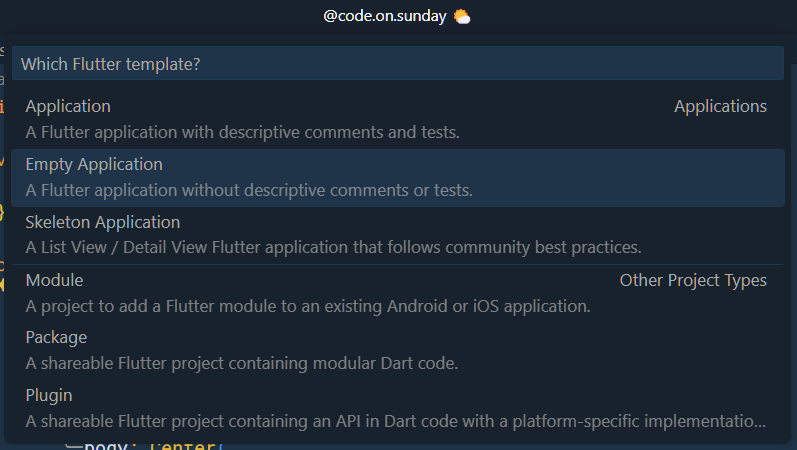 @code.on.sunday
Which Flutter template?
Application Applications
A Flutter application with descriptive comments and tests.
Empty Application
A Flutter application without descriptive comments or tests.
Skeleton Application
A List View / Detail View Flutter application that follows community best practices.
Module Other Project Types
A project to add a Flutter module to an existing Android or iOS application.
Package
A shareable Flutter project containing modular Dart code.
Plugin
A shareable Flutter project containing an API in Dart code with a platform-specific implementatio...
body: Center(